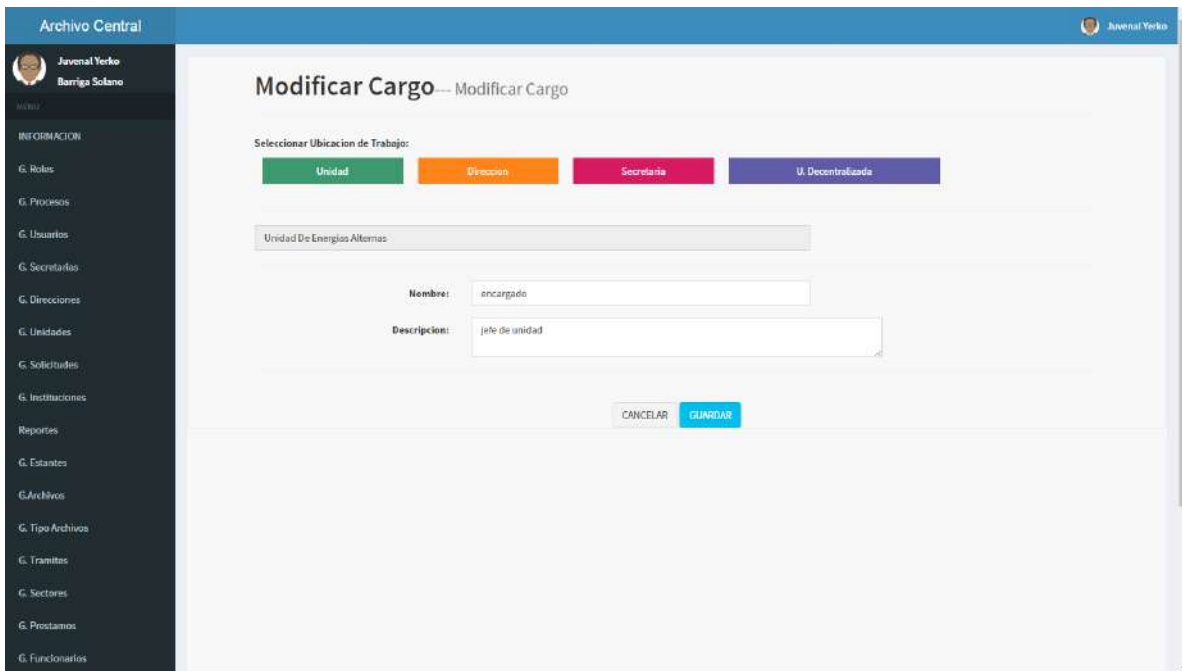 Archivo Central
Juvenal Yerko
Juvenal Yerko
Barriga Solano
MENU
Modificar Cargo--- Modificar Cargo
INFORMACION
Seleccionar Ubicacion de Trabajo:
G. Roles
Unidad
Direccion
Secretaria
U. Decentralizada
G. Procesos
G. Usuarios
Unidad De Energias Alternas
G. Secretarias
G. Direcciones
Nombre: encargado
G. Unidades
Descripcion: jefe de unidad
G. Solicitudes
G. Instituciones
CANCELAR GUARDAR
Reportes
G. Estantes
G.Archivos
G. Tipo Archivos
G. Tramites
G. Sectores
G. Prestamos
G. Funcionarios